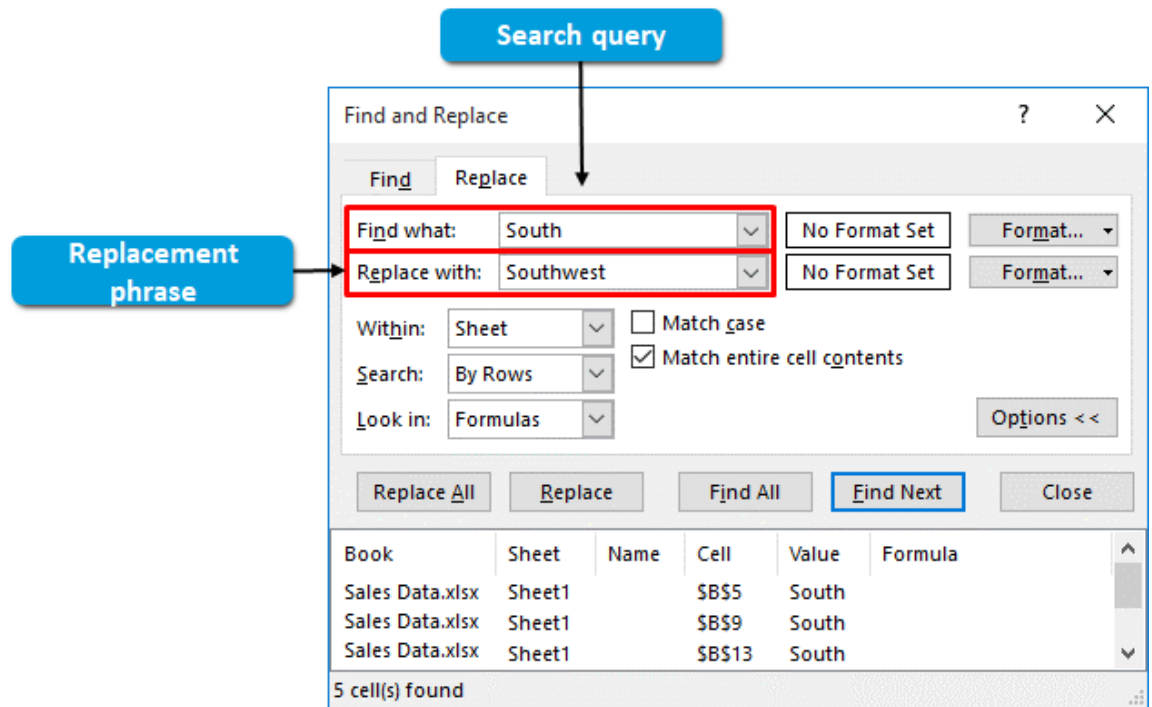 Search query
Find and Replace ? X
Find Replace
Find what: South No Format Set Format...
Replacement phrase
Replace with: Southwest No Format Set Format...
Within: Sheet Match case
Match entire cell contents
Search: By Rows
Look in: Formulas Options <<
Replace All Replace Find All Find Next Close
Book Sheet Name Cell Value Formula
Sales Data.xlsx Sheet1 $B$5 South
Sales Data.xlsx Sheet1 $B$9 South
Sales Data.xlsx Sheet1 $B$13 South
5 cell(s) found